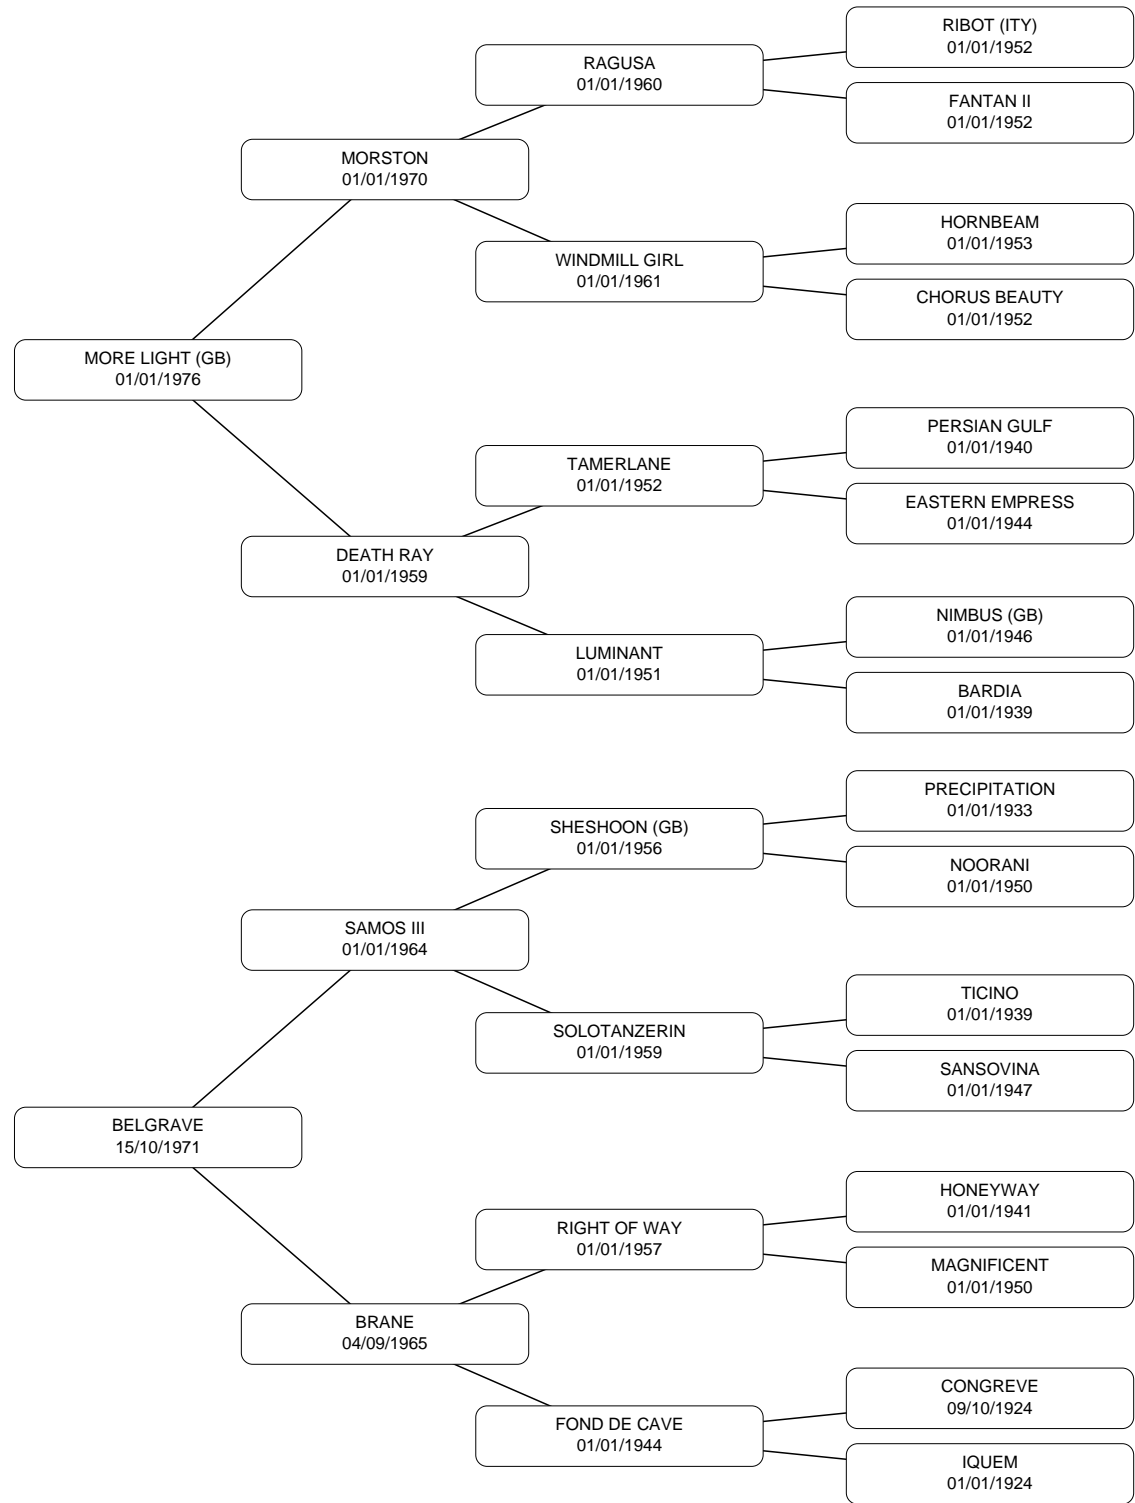 RIBOT (ITY)
01/01/1952
RAGUSA
01/01/1960
FANTAN II
01/01/1952
MORSTON
01/01/1970
HORNBEAM
01/01/1953
WINDMILL GIRL
01/01/1961
CHORUS BEAUTY
01/01/1952
MORE LIGHT (GB)
01/01/1976
PERSIAN GULF
01/01/1940
TAMERLANE
01/01/1952
EASTERN EMPRESS
01/01/1944
DEATH RAY
01/01/1959
NIMBUS (GB)
01/01/1946
LUMINANT
01/01/1951
BARDIA
01/01/1939
PRECIPITATION
01/01/1933
SHESHOON (GB)
01/01/1956
NOORANI
01/01/1950
SAMOS III
01/01/1964
TICINO
01/01/1939
SOLOTANZERIN
01/01/1959
SANSOVINA
01/01/1947
BELGRAVE
15/10/1971
HONEYWAY
01/01/1941
RIGHT OF WAY
01/01/1957
MAGNIFICENT
01/01/1950
BRANE
04/09/1965
CONGREVE
09/10/1924
FOND DE CAVE
01/01/1944
IQUEM
01/01/1924